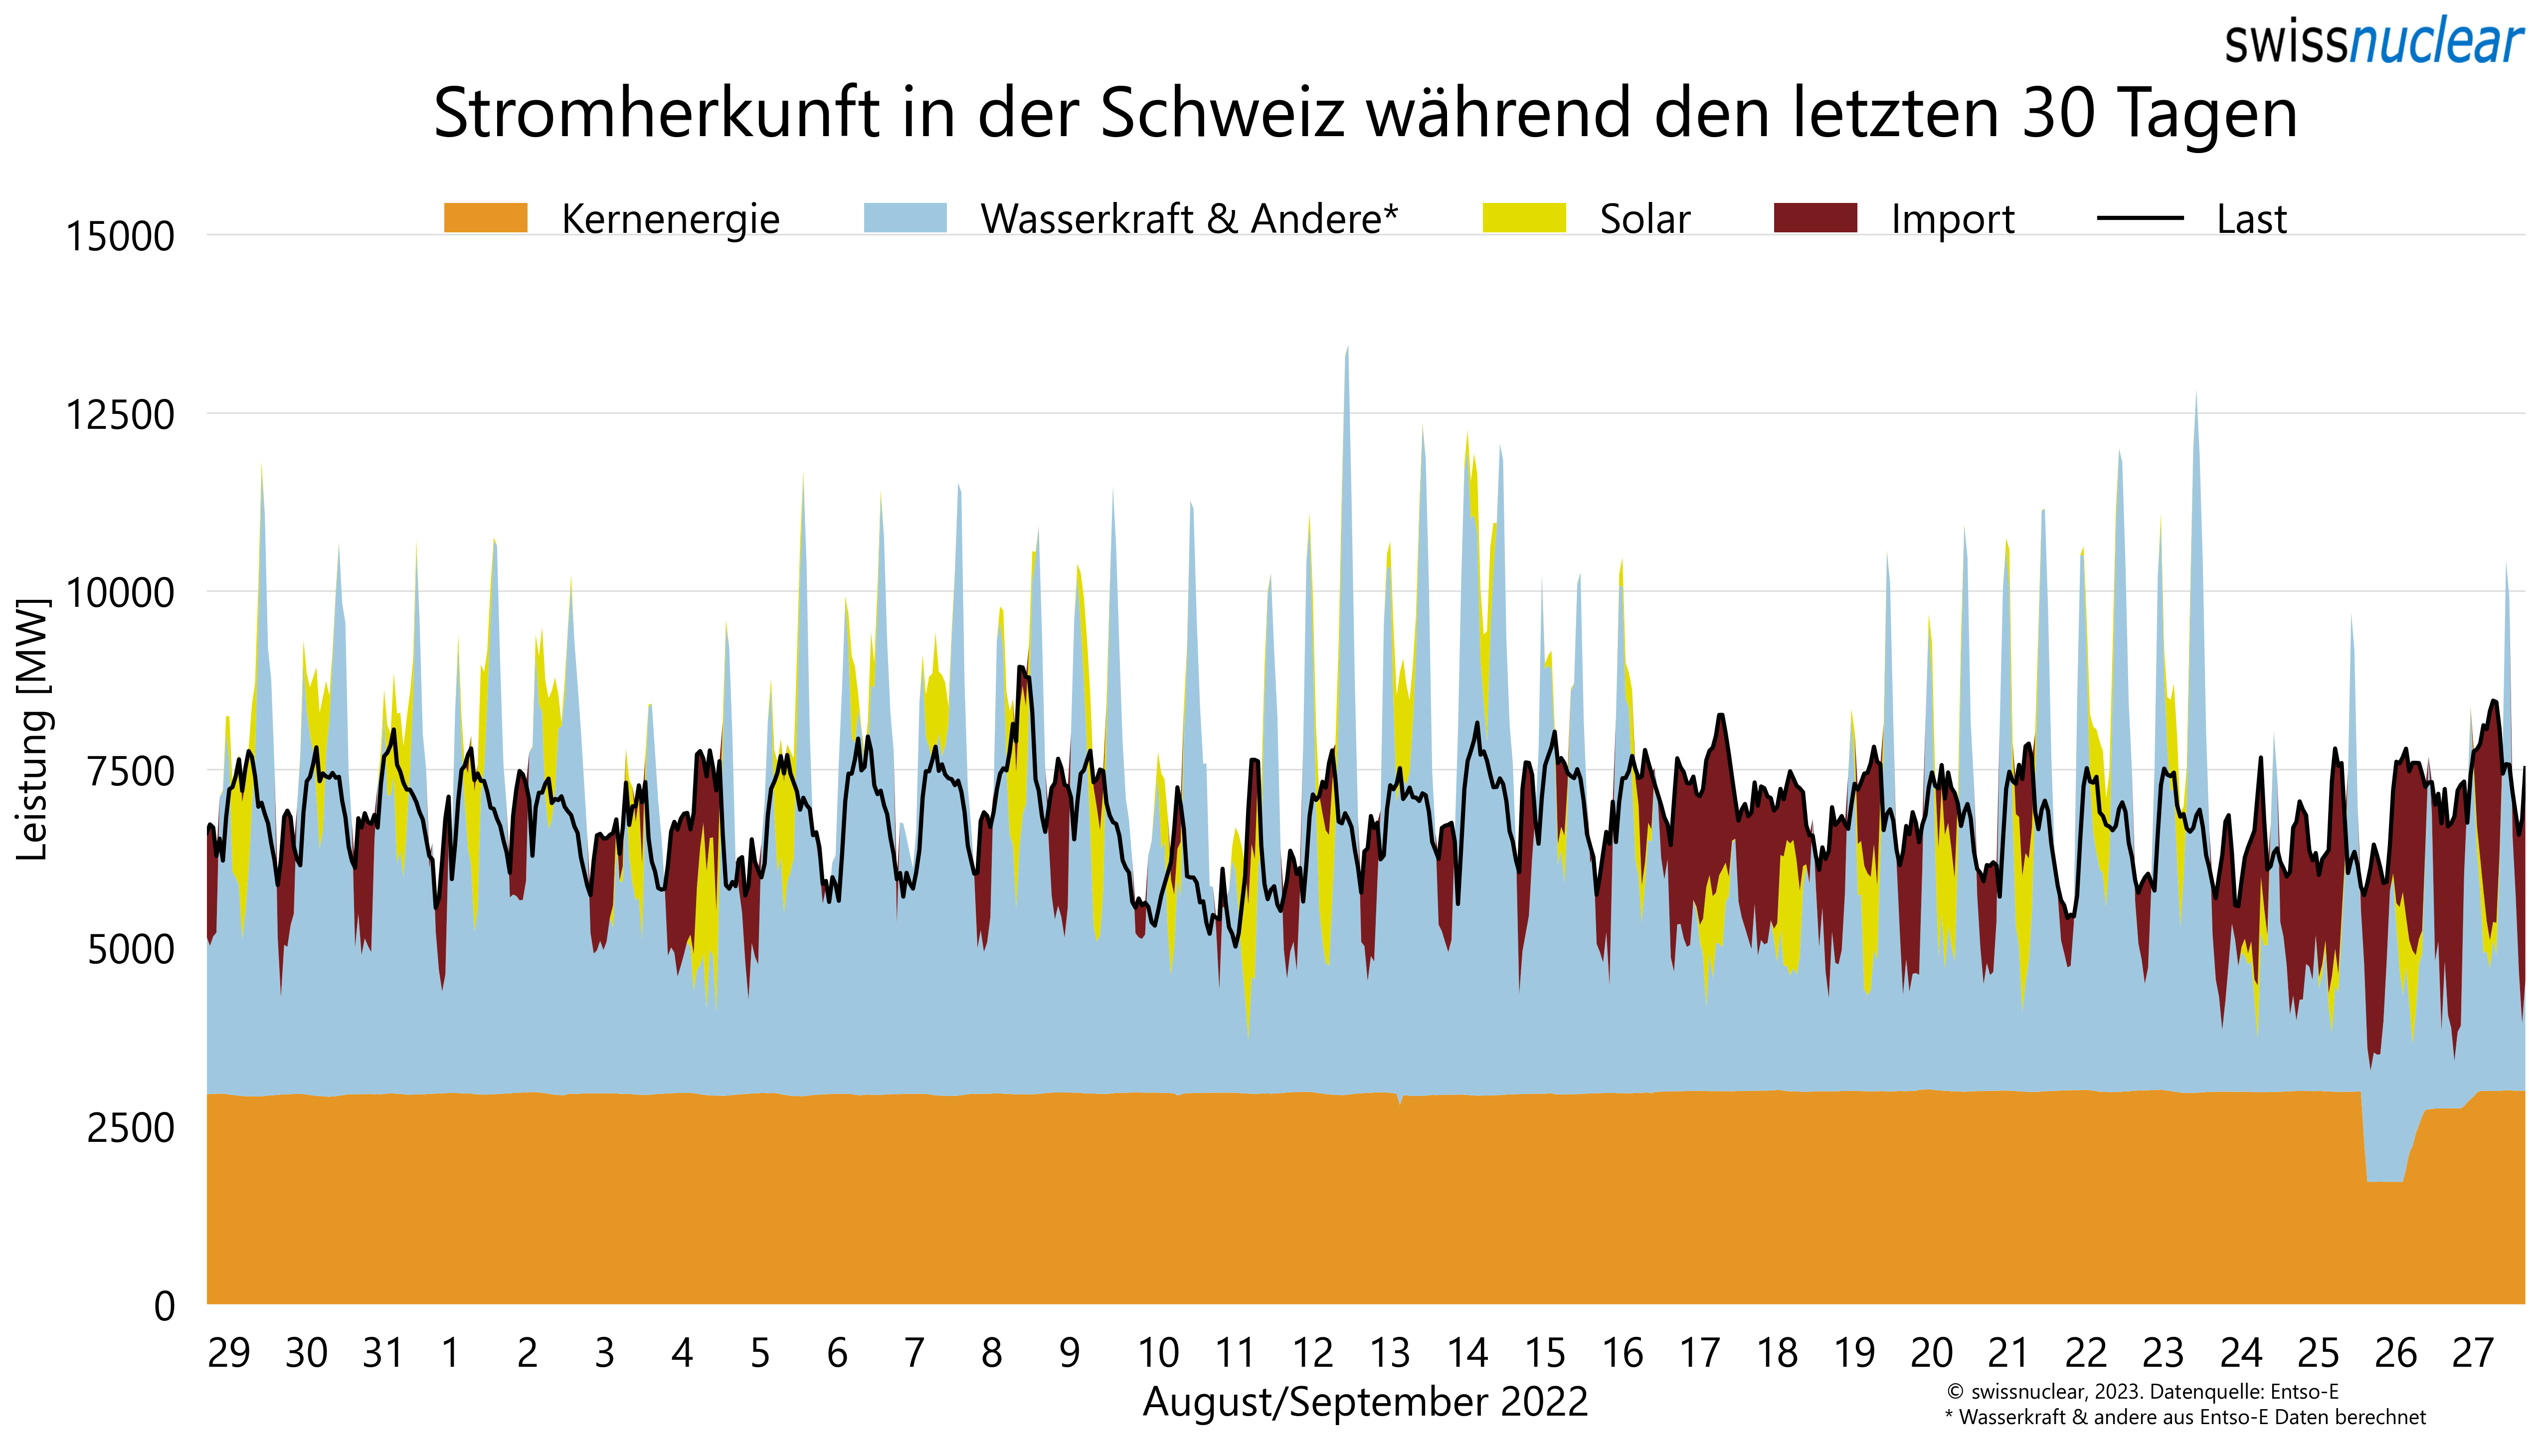 swissnuclear
Stromherkunft in der Schweiz während den letzten 30 Tagen
Kernenergie Wasserkraft & Andere* Solar Import Last
15000
12500
10000
7500
5000
2500
0
Leistung [MW]
29 30 31 1 2 3 4 5 6 7 8 9 10 11 12 13 14 15 16 17 18 19 20 21 22 23 24 25 26 27
August/September 2022
© swissnuclear, 2023. Datenquelle: Entso-E
* Wasserkraft & andere aus Entso-E Daten berechnet